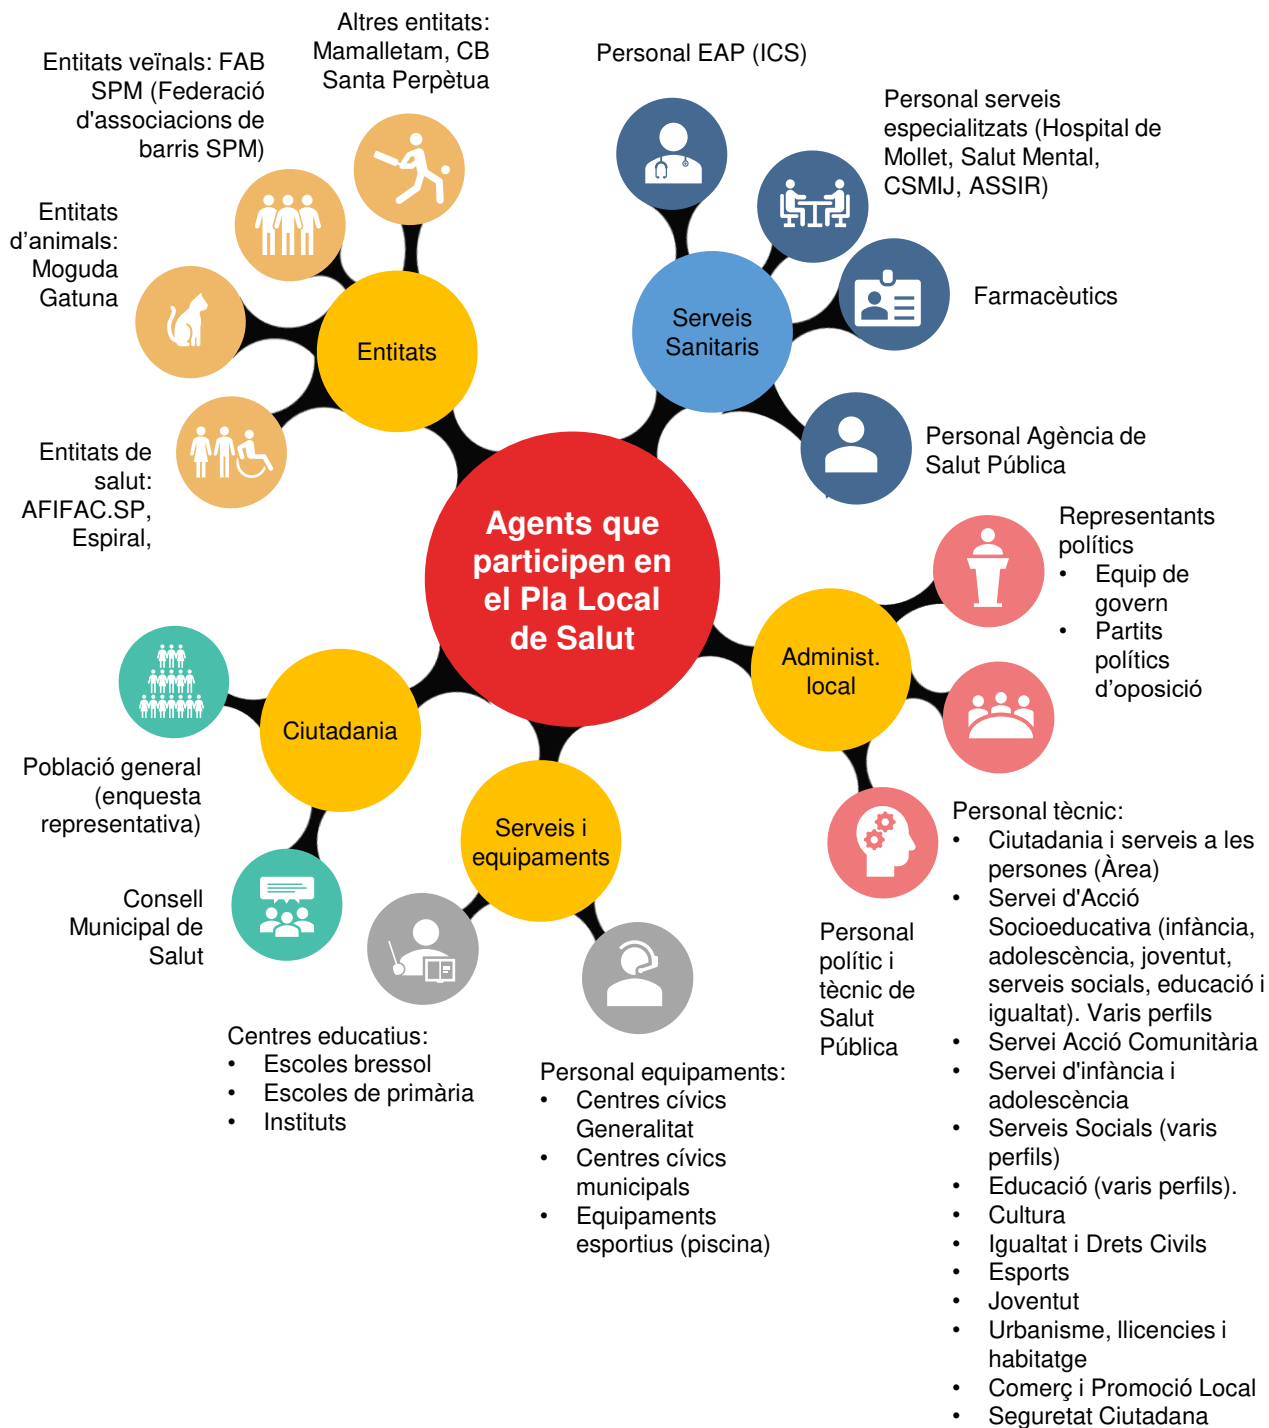 Altres entitats:
Mamalletam, CB
Santa Perpètua
Entitats veïnals: FAB
SPM (Federació
d'associacions de
barris SPM)
Entitats
d’animals:
Moguda
Gatuna
Entitats de
salut:
AFIFAC.SP,
Espiral,
Entitats
Personal EAP (ICS)
Personal serveis
especialitzats (Hospital de
Mollet, Salut Mental,
CSMIJ, ASSIR)
Farmacèutics
Personal Agència de
Salut Pública
Serveis
Sanitaris
Agents que
participen en
el Pla Local
de Salut
Representants
polítics
• Equip de
govern
• Partits
polítics
d’oposició
Administ.
local
Ciutadania
Població general
(enquesta
representativa)
Consell
Municipal de
Salut
Serveis i
equipaments
Centres educatius:
• Escoles bressol
• Escoles de primària
• Instituts
Personal equipaments:
• Centres cívics
Generalitat
• Centres cívics
municipals
• Equipaments
esportius (piscina)
Personal
polític i
tècnic de
Salut
Pública
Personal tècnic:
• Ciutadania i serveis a les
persones (Àrea)
• Servei d'Acció
Socioeducativa (infància,
adolescència, joventut,
serveis socials, educació i
igualtat). Varis perfils
• Servei Acció Comunitària
• Servei d'infància i
adolescència
• Serveis Socials (varis
perfils)
• Educació (varis perfils).
• Cultura
• Igualtat i Drets Civils
• Esports
• Joventut
• Urbanisme, llicencies i
habitatge
• Comerç i Promoció Local
• Seguretat Ciutadana